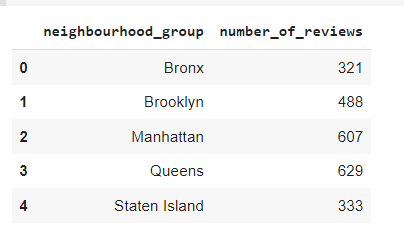 neighbourhood_group number_of_reviews
0 Bronx 321
1 Brooklyn 488
2 Manhattan 607
3 Queens 629
4 Staten Island 333